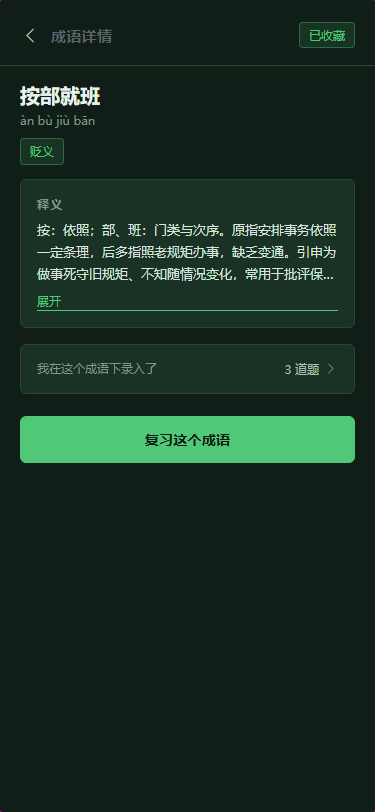 成语详情
已收藏
按部就班
àn bù jiù bān
贬义
释义
按：依照；部、班：门类与次序。原指安排事务依照
一定条理，后多指照老规矩办事，缺乏变通。引申为
做事死守旧规矩、不知随情况变化，常用于批评保...
展开
我在这个成语下录入了
3 道题
复习这个成语